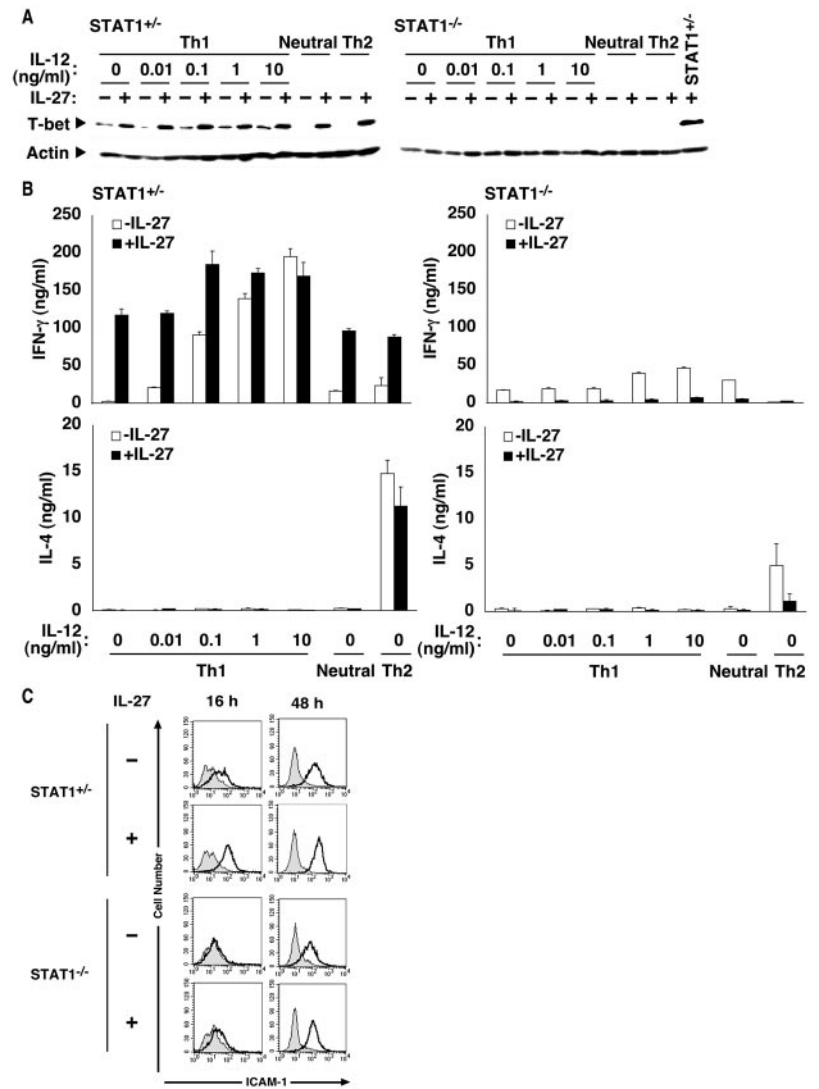 A
STAT1+/-
Th1 Neutral Th2
IL-12 (ng/ml) : 0 0.01 0.1 1 10
IL-27: − + − + − + − + − + − + − +
STAT1-/-
Th1 Neutral Th2 STAT1+/-
0 0.01 0.1 1 10
− + − + − + − + − + − + − + +
T-bet
Actin
B
STAT1+/-
IFN-γ (ng/ml)
250
200
150
100
50
0
-IL-27
+IL-27
STAT1-/-
IFN-γ (ng/ml)
250
200
150
100
50
0
-IL-27
+IL-27
IL-4 (ng/ml)
20
15
10
5
0
-IL-27
+IL-27
IL-12 (ng/ml) : 0 0.01 0.1 1 10 0 0
Th1 Neutral Th2
IL-4 (ng/ml)
20
15
10
5
0
-IL-27
+IL-27
IL-12 (ng/ml) : 0 0.01 0.1 1 10 0 0
Th1 Neutral Th2
C
IL-27 16 h 48 h
STAT1+/-
−
+
STAT1-/-
−
+
Cell Number
ICAM-1